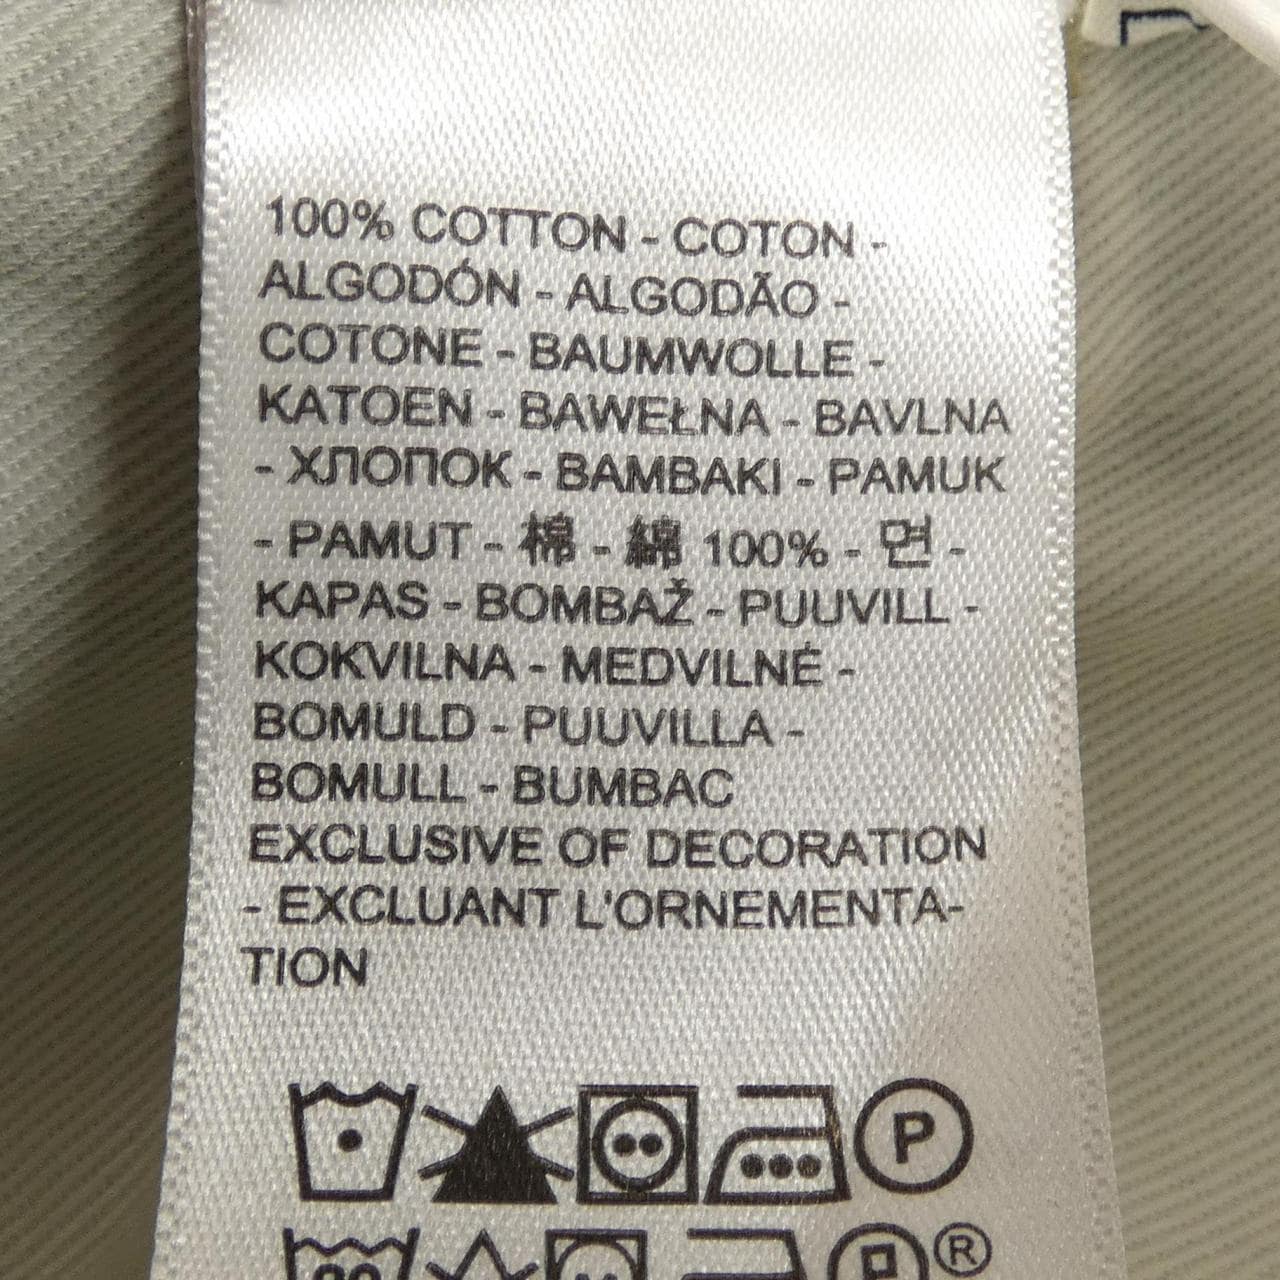 100% COTTON - COTON -
ALGODÓN - ALGODÃO -
COTONE - BAUMWOLLE -
KATOEN - BAWEŁNA - BAVLNA
- ХЛОПОК - BAMBAKI - PAMUK
- PAMUT - 棉 - 綿 100% - 면 -
KAPAS - BOMBAŽ - PUUVILL -
KOKVILNA - MEDVILNĖ -
BOMULD - PUUVILLA -
BOMULL - BUMBAC
EXCLUSIVE OF DECORATION
- EXCLUANT L'ORNEMENTA-
TION
P
®